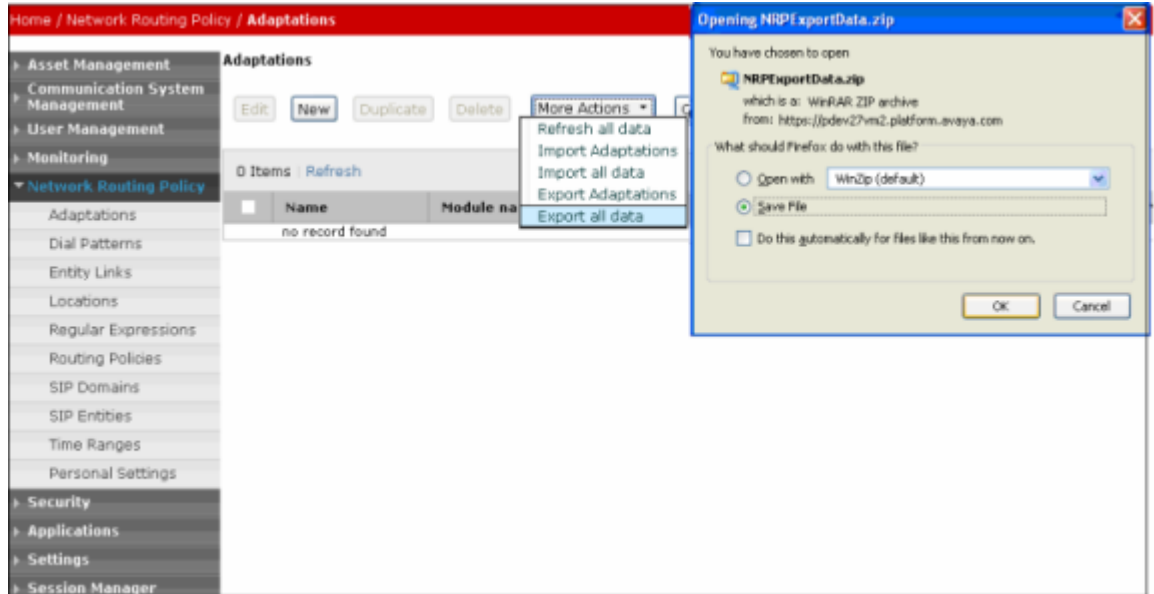 Home / Network Routing Policy / Adaptations
Asset Management
Communication System
Management
User Management
Monitoring
Network Routing Policy
Adaptations
Dial Patterns
Entity Links
Locations
Regular Expressions
Routing Policies
SIP Domains
SIP Entities
Time Ranges
Personal Settings
Security
Applications
Settings
Session Manager
Adaptations
Edit New Duplicate Delete More Actions
Refresh all data
Import Adaptations
Import all data
Export Adaptations
Export all data
0 Items | Refresh
Name Module na
no record found
Opening NRPExportData.zip
You have chosen to open
NRPExportData.zip
which is a: WinRAR ZIP archive
from: https://pdev27vm2.platform.avaya.com
What should Firefox do with this file?
Open with WinZip (default)
Save File
Do this automatically for files like this from now on.
OK Cancel